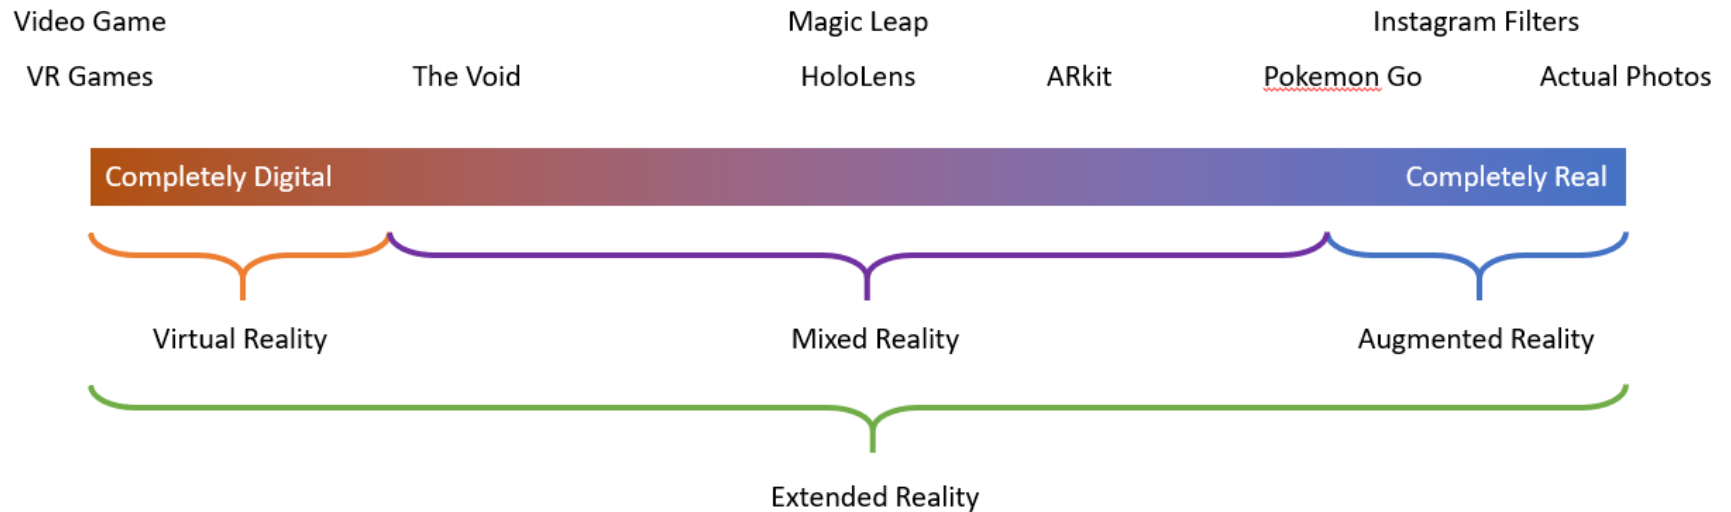 Video Game Magic Leap Instagram Filters
VR Games The Void HoloLens ARkit Pokemon Go Actual Photos
Completely Digital Completely Real
Virtual Reality Mixed Reality Augmented Reality
Extended Reality